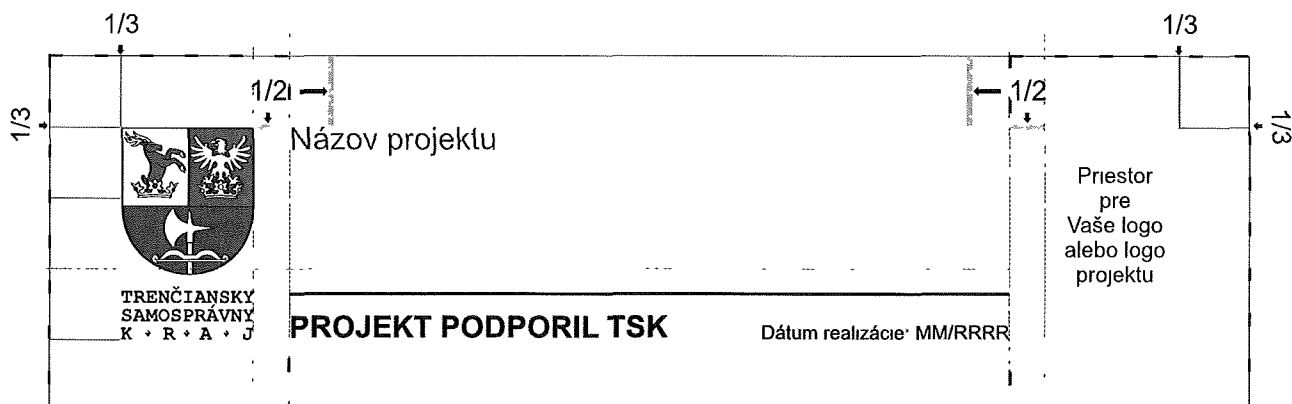 1/3
1/3
1/2
1/2
1/3
1/3
Názov projektu
Priestor
pre
Vaše logo
alebo logo
projektu
TRENČIANSKY
SAMOSPRÁVNY
K · R · A · J
PROJEKT PODPORIL TSK
Dátum realizácie: MM/RRRR